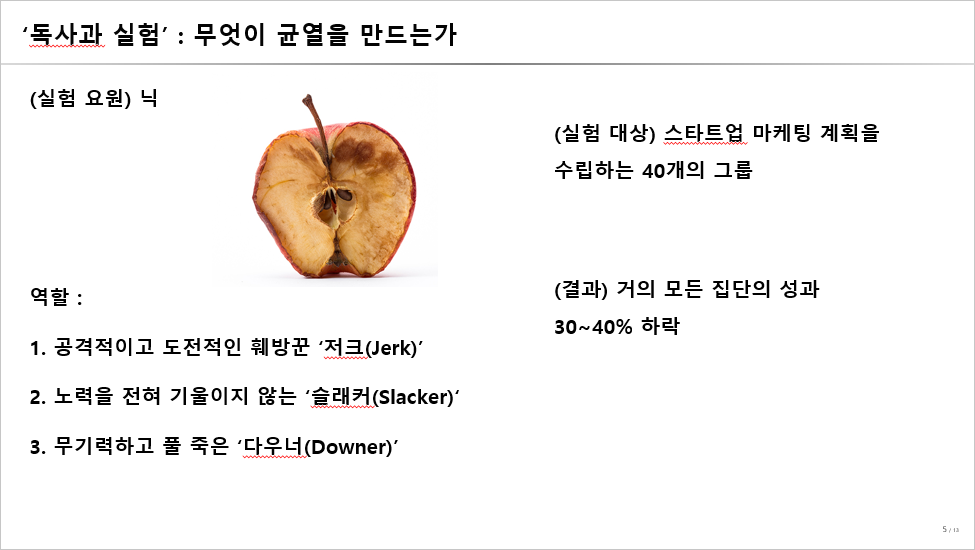 ‘독사과 실험’ : 무엇이 균열을 만드는가
(실험 요원) 닉
역할 :
1. 공격적이고 도전적인 훼방꾼 ‘저크(Jerk)’
2. 노력을 전혀 기울이지 않는 ‘슬래커(Slacker)‘
3. 무기력하고 풀 죽은 ‘다우너(Downer)’
(실험 대상) 스타트업 마케팅 계획을
수립하는 40개의 그룹
(결과) 거의 모든 집단의 성과
30~40% 하락
5 / 13